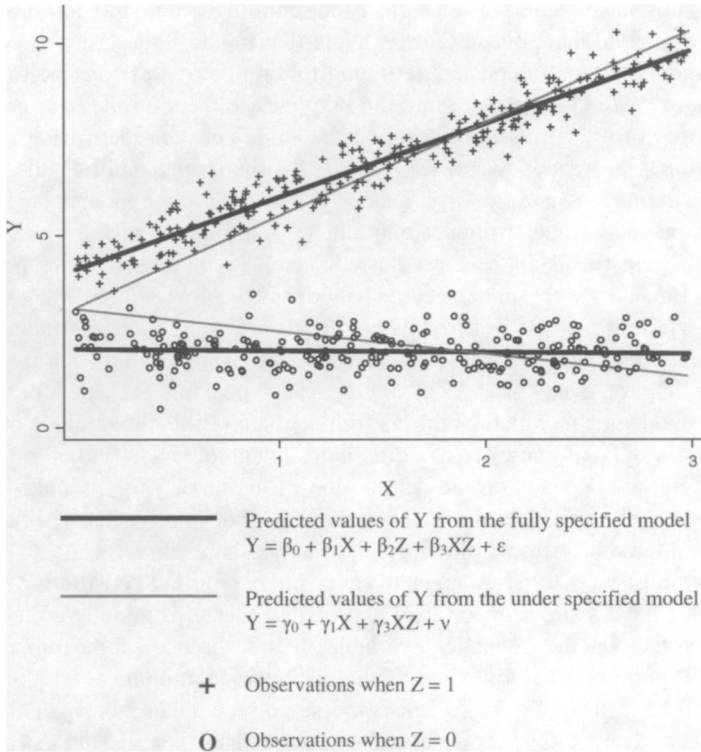 10
5
0
Y
1
2
3
X
Predicted values of Y from the fully specified model
Y = β₀ + β₁X + β₂Z + β₃XZ + ε
Predicted values of Y from the under specified model
Y = γ₀ + γ₁X + γ₃XZ + ν
+ Observations when Z = 1
O Observations when Z = 0